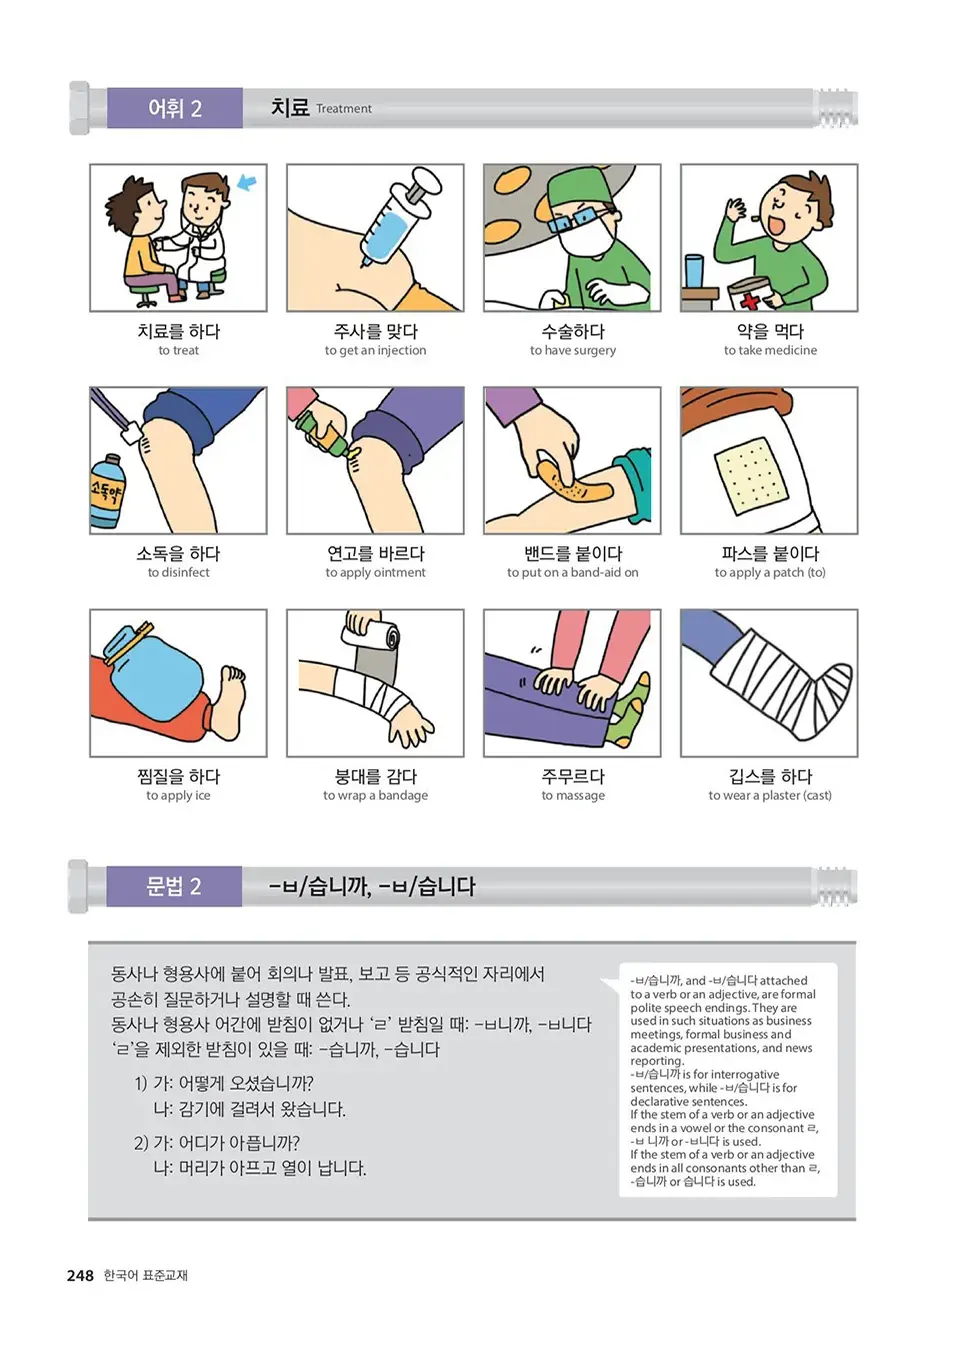 어휘 2
치료 Treatment
치료를 하다
to treat
주사를 맞다
to get an injection
수술하다
to have surgery
약을 먹다
to take medicine
소독약
소독을 하다
to disinfect
연고를 바르다
to apply ointment
밴드를 붙이다
to put on a band-aid on
파스를 붙이다
to apply a patch (to)
찜질을 하다
to apply ice
붕대를 감다
to wrap a bandage
주무르다
to massage
깁스를 하다
to wear a plaster (cast)
문법 2
-ㅂ/습니까, -ㅂ/습니다
동사나 형용사에 붙어 회의나 발표, 보고 등 공식적인 자리에서
공손히 질문하거나 설명할 때 쓴다.
동사나 형용사 어간에 받침이 없거나 ‘ㄹ’ 받침일 때: -ㅂ니까, -ㅂ니다
‘ㄹ’을 제외한 받침이 있을 때: -습니까, -습니다
1) 가: 어떻게 오셨습니까?
나: 감기에 걸려서 왔습니다.
2) 가: 어디가 아픕니까?
나: 머리가 아프고 열이 납니다.
-ㅂ/습니까, and -ㅂ/습니다 attached
to a verb or an adjective, are formal
polite speech endings. They are
used in such situations as business
meetings, formal business and
academic presentations, and news
reporting.
-ㅂ/습니까 is for interrogative
sentences, while -ㅂ/습니다 is for
declarative sentences.
If the stem of a verb or an adjective
ends in a vowel or the consonant ㄹ,
-ㅂ 니까 or -ㅂ니다 is used.
If the stem of a verb or an adjective
ends in all consonants other than ㄹ,
-습니까 or 습니다 is used.
248 한국어 표준교재